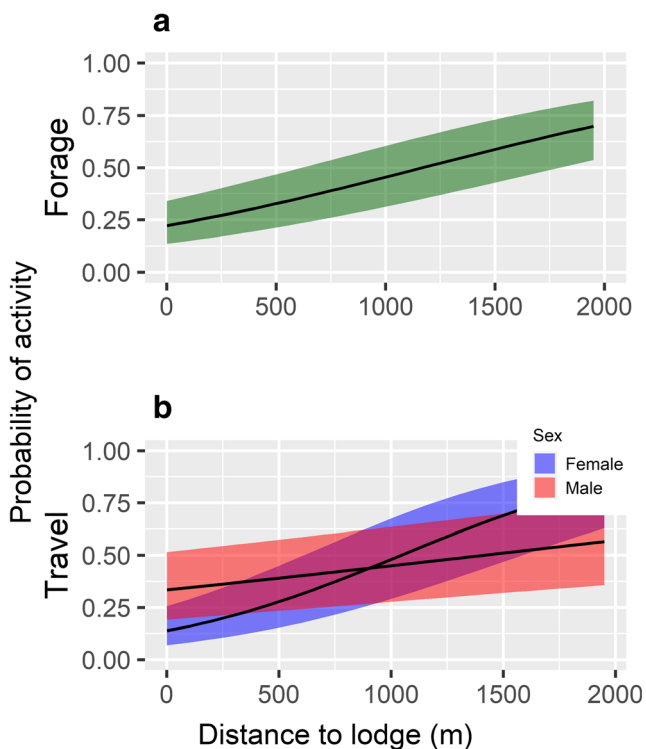 a
1.00
0.75
0.50
0.25
0.00
Forage
0 500 1000 1500 2000
Probability of activity
b
Sex
Female
Male
1.00
0.75
0.50
0.25
0.00
Travel
0 500 1000 1500 2000
Distance to lodge (m)